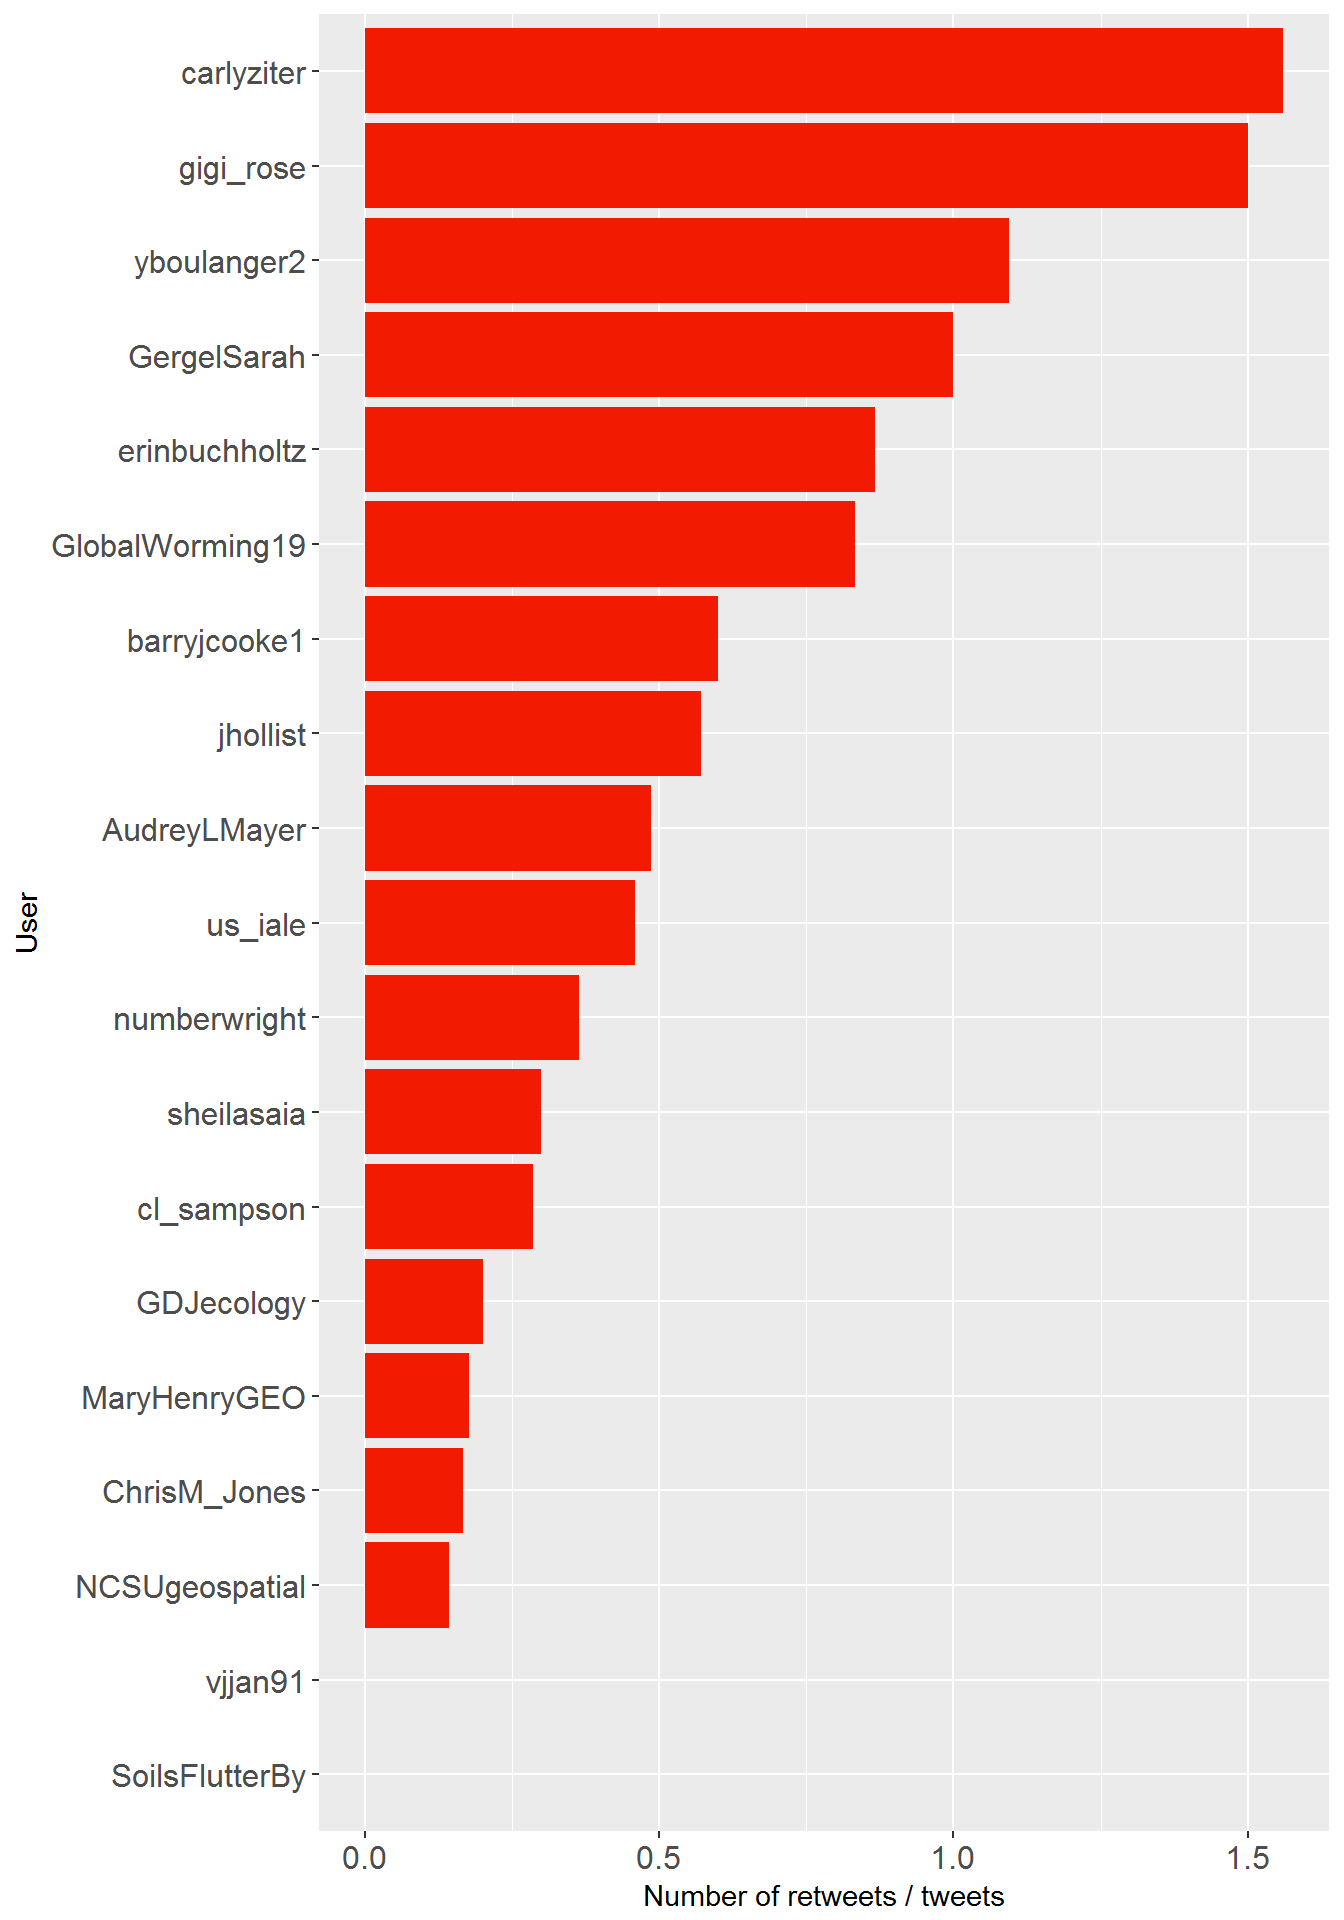 carlyziter
gigi_rose
yboulanger2
GergelSarah
erinbuchholtz
GlobalWorming19
barryjcooke1
jhollist
AudreyLMayer
us_iale
numberwright
sheilasaia
cl_sampson
GDJecology
MaryHenryGEO
ChrisM_Jones
NCSUgeospatial
vjjan91
SoilsFlutterBy
User
0.0 0.5 1.0 1.5
Number of retweets / tweets